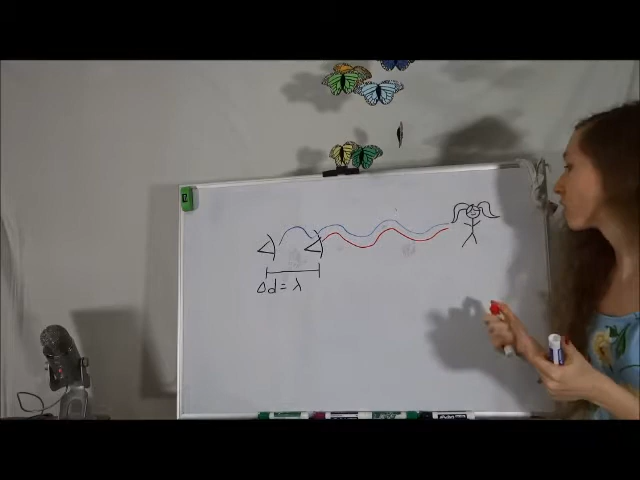 Δd = λ